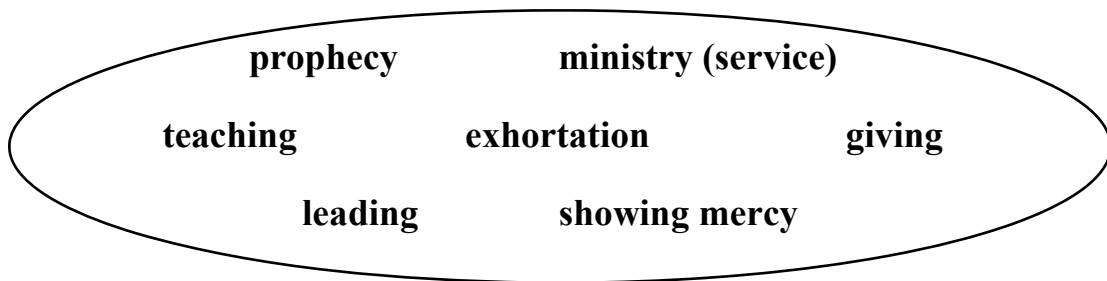 prophecy ministry (service)
teaching exhortation giving
leading showing mercy